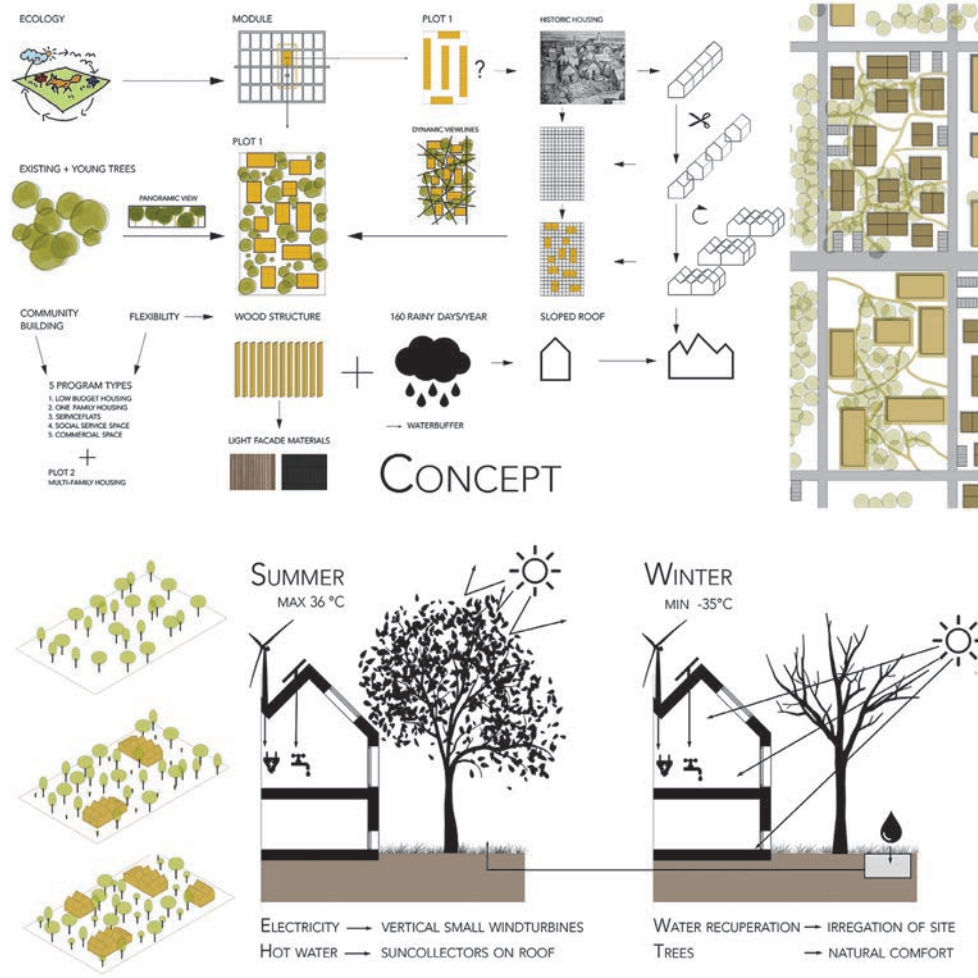 ECOLOGY
MODULE
PLOT 1
HISTORIC HOUSING
?
PLOT 1
DYNAMIC VIEWLINES
EXISTING + YOUNG TREES
PANORAMIC VIEW
COMMUNITY
BUILDING
FLEXIBILITY
WOOD STRUCTURE
160 RAINY DAYS/YEAR
SLOPED ROOF
5 PROGRAM TYPES
1. LOW BUDGET HOUSING
2. ONE FAMILY HOUSING
3. SERVICEFLATS
4. SOCIAL SERVICE SPACE
5. COMMERCIAL SPACE
+
PLOT 2
MULTI-FAMILY HOUSING
+
WATERBUFFER
LIGHT FACADE MATERIALS
CONCEPT
SUMMER
MAX 36 °C
WINTER
MIN -35°C
ELECTRICITY → VERTICAL SMALL WINDTURBINES
HOT WATER → SUNCOLLECTORS ON ROOF
WATER RECUPERATION → IRREGATION OF SITE
TREES → NATURAL COMFORT